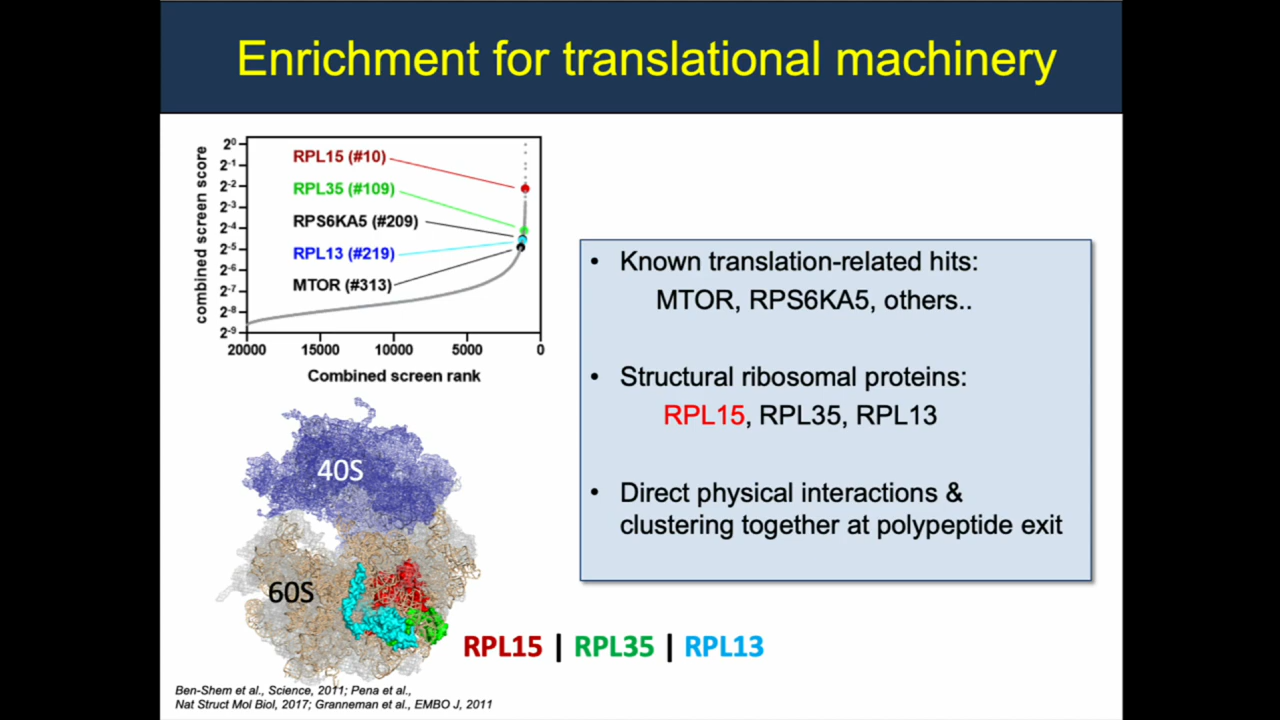 Enrichment for translational machinery
combined screen score
2⁰
2⁻¹
2⁻²
2⁻³
2⁻⁴
2⁻⁵
2⁻⁶
2⁻⁷
2⁻⁸
2⁻⁹
RPL15 (#10)
RPL35 (#109)
RPS6KA5 (#209)
RPL13 (#219)
MTOR (#313)
20000 15000 10000 5000 0
Combined screen rank
• Known translation-related hits:
MTOR, RPS6KA5, others..
• Structural ribosomal proteins:
RPL15, RPL35, RPL13
• Direct physical interactions &
clustering together at polypeptide exit
40S
60S
RPL15 | RPL35 | RPL13
Ben-Shem et al., Science, 2011; Pena et al.,
Nat Struct Mol Biol, 2017; Granneman et al., EMBO J, 2011